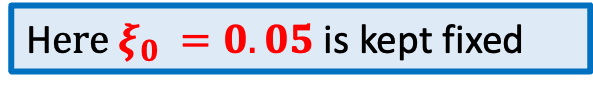 Here ξ₀ = 0.05 is kept fixed